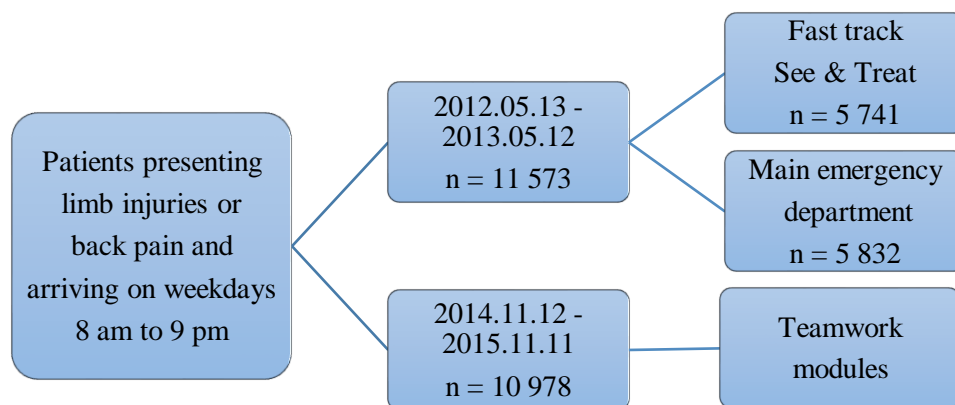 Patients presenting
limb injuries or
back pain and
arriving on weekdays
8 am to 9 pm
2012.05.13 -
2013.05.12
n = 11 573
Fast track
See & Treat
n = 5 741
Main emergency
department
n = 5 832
2014.11.12 -
2015.11.11
n = 10 978
Teamwork
modules